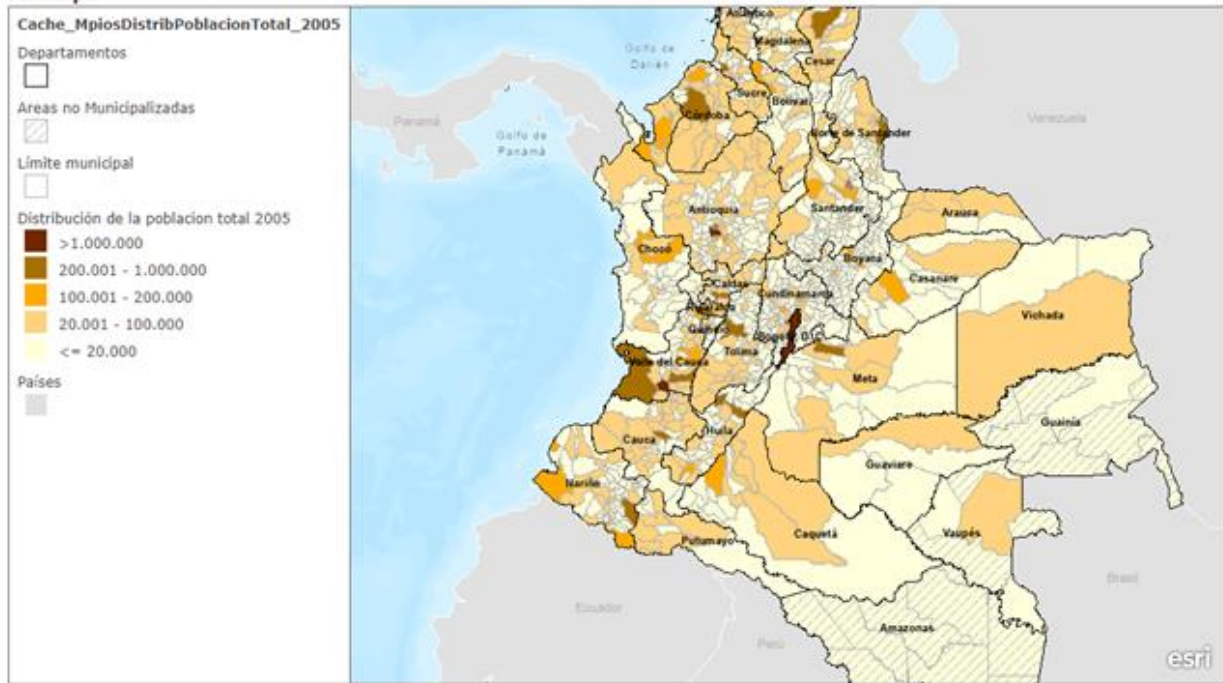 Cache_MpiosDistribPoblacionTotal_2005
Departamentos
Areas no Municipalizadas
Límite municipal
Distribución de la poblacion total 2005
>1.000.000
200.001 - 1.000.000
100.001 - 200.000
20.001 - 100.000
<= 20.000
Países
Atlántico
Magdalena
Cesar
Golfo de
Darién
Sucre
Bolívar
Córdoba
Norte de Santander
Panamá
Golfo de
Panamá
Venezuela
Antioquia
Santander
Arauca
Chocó
Boyacá
Casanare
Caldas
Cundinamarca
Risaralda
Quindío
Bogotá D.C.
Vichada
Tolima
Valle del Cauca
Meta
Guainía
Cauca
Huila
Guaviare
Nariño
Vaupés
Putumayo
Caquetá
Brasil
Ecuador
Amazonas
Perú
esri